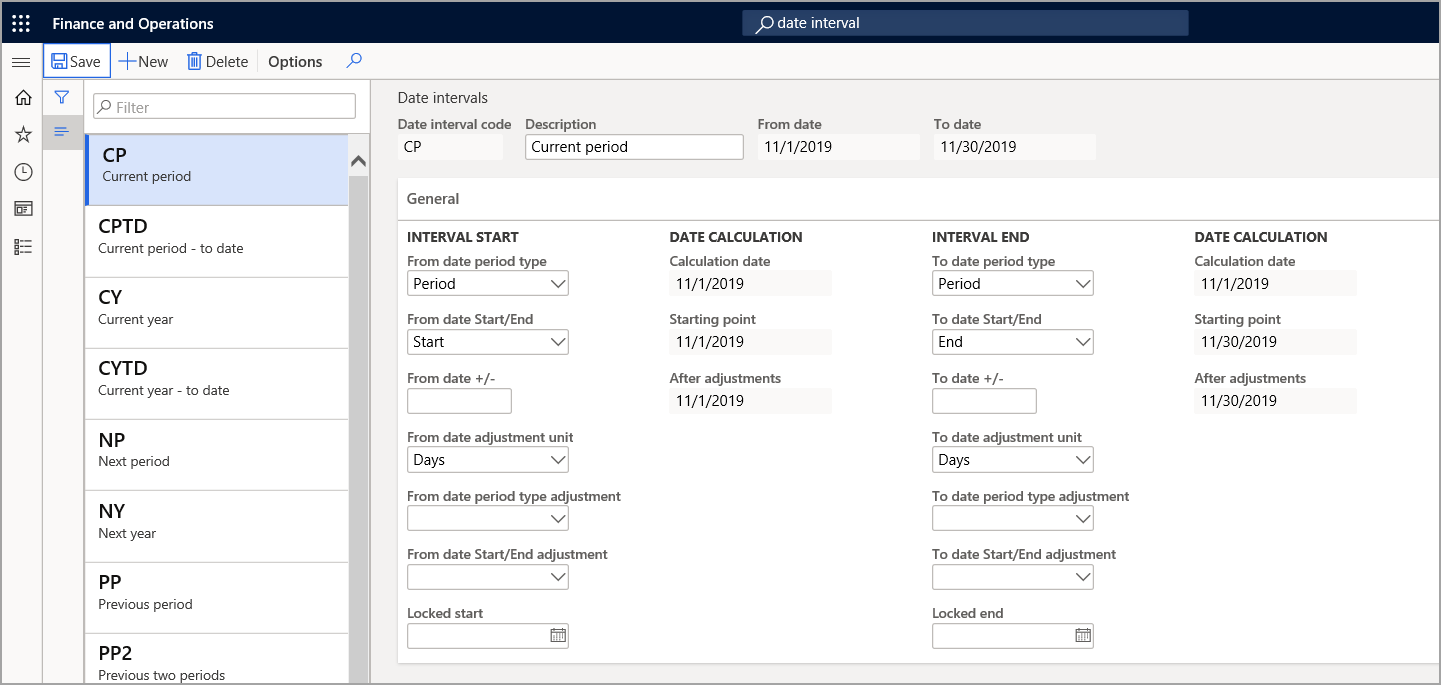 Finance and Operations
date interval
Save New Delete Options
Filter
CP
Current period
CPTD
Current period - to date
CY
Current year
CYTD
Current year - to date
NP
Next period
NY
Next year
PP
Previous period
PP2
Previous two periods
Date intervals
Date interval code Description From date To date
CP Current period 11/1/2019 11/30/2019
General
INTERVAL START DATE CALCULATION INTERVAL END DATE CALCULATION
From date period type Calculation date To date period type Calculation date
Period 11/1/2019 Period 11/1/2019
From date Start/End Starting point To date Start/End Starting point
Start 11/1/2019 End 11/30/2019
From date +/- After adjustments To date +/- After adjustments
11/1/2019 11/30/2019
From date adjustment unit To date adjustment unit
Days Days
From date period type adjustment To date period type adjustment
From date Start/End adjustment To date Start/End adjustment
Locked start Locked end